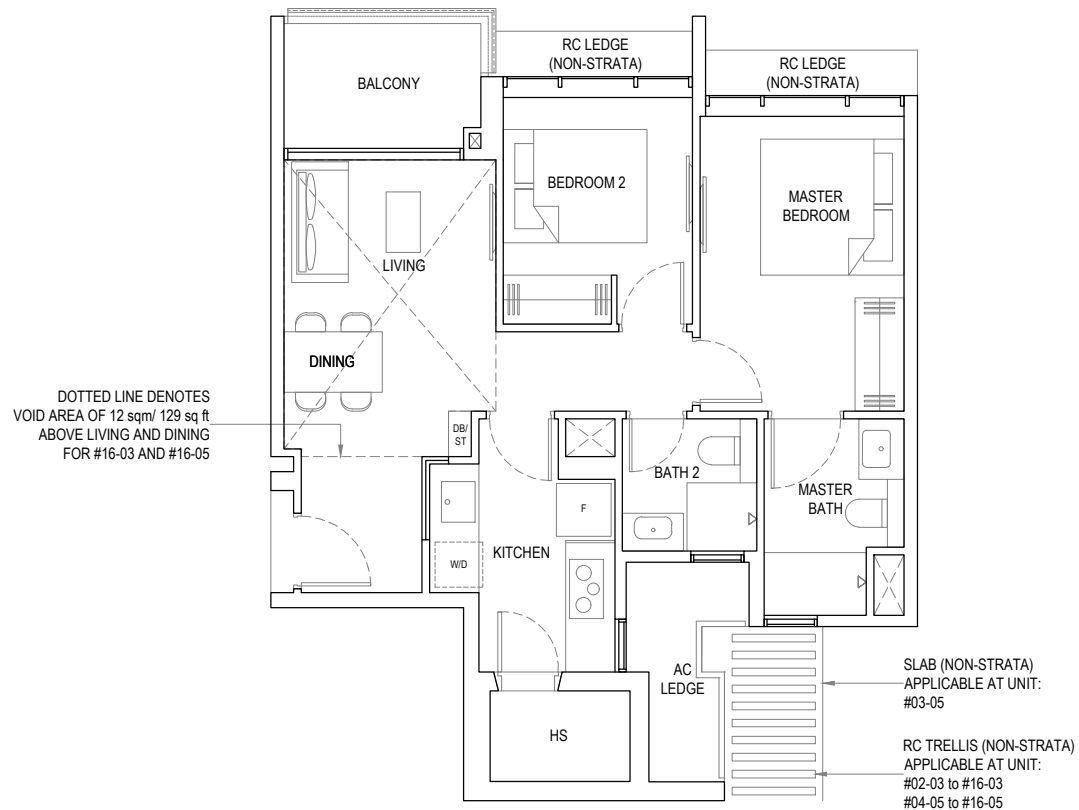 RC LEDGE
(NON-STRATA)
RC LEDGE
(NON-STRATA)
BALCONY
BEDROOM 2
MASTER
BEDROOM
LIVING
DINING
DOTTED LINE DENOTES
VOID AREA OF 12 sqm/ 129 sq ft
ABOVE LIVING AND DINING
FOR #16-03 AND #16-05
DB/
ST
BATH 2
MASTER
BATH
F
KITCHEN
W/D
AC
LEDGE
HS
SLAB (NON-STRATA)
APPLICABLE AT UNIT:
#03-05
RC TRELLIS (NON-STRATA)
APPLICABLE AT UNIT:
#02-03 to #16-03
#04-05 to #16-05